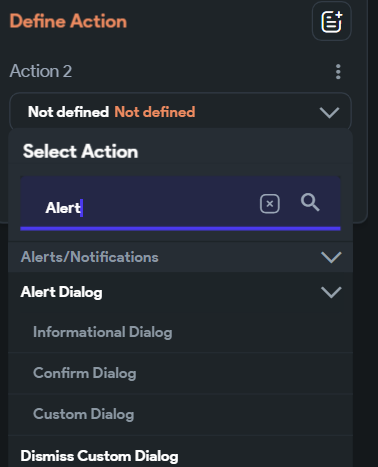 Define Action
Action 2
Not defined Not defined
Select Action
Alert
Alerts/Notifications
Alert Dialog
Informational Dialog
Confirm Dialog
Custom Dialog
Dismiss Custom Dialog